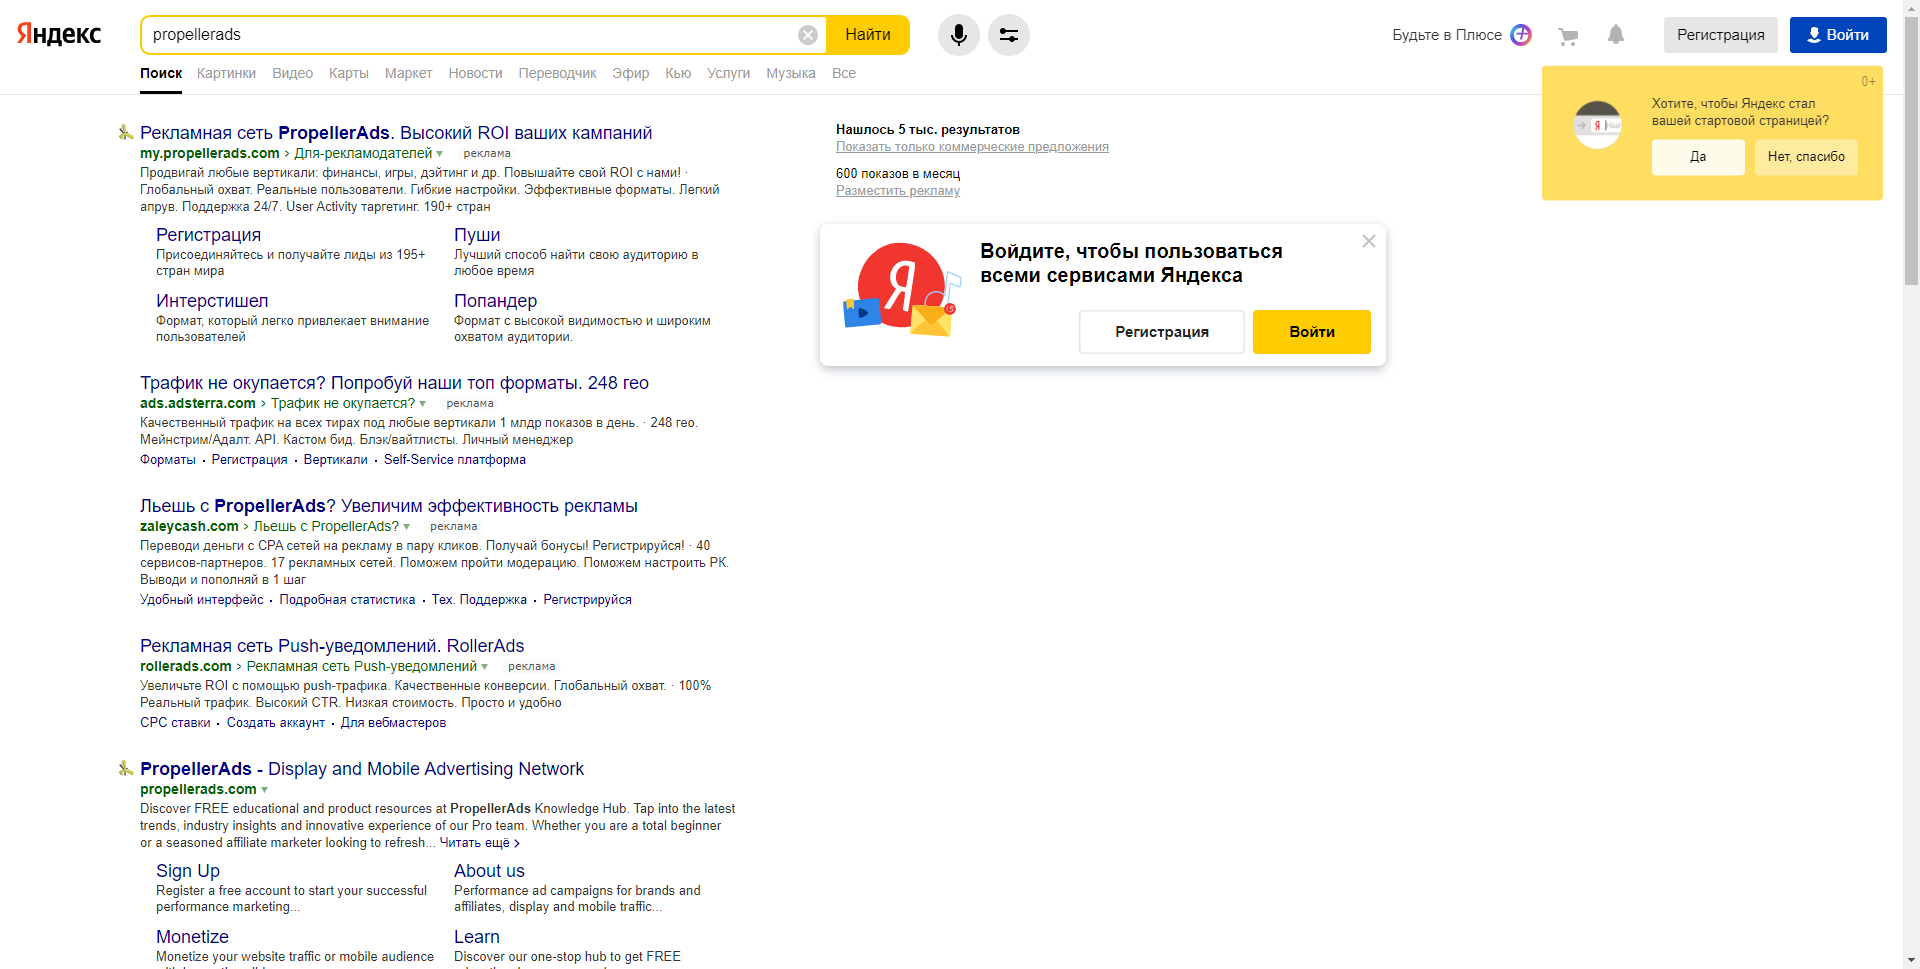 Яндекс
propellerads
Найти
Будьте в Плюсе
Регистрация
Войти
Поиск Картинки Видео Карты Маркет Новости Переводчик Эфир Кью Услуги Музыка Все
0+
Хотите, чтобы Яндекс стал
вашей стартовой страницей?
Да
Нет, спасибо
Рекламная сеть PropellerAds. Высокий ROI ваших кампаний
my.propellerads.com › Для-рекламодателей реклама
Продвигай любые вертикали: финансы, игры, дэйтинг и др. Повышайте свой ROI с нами! ·
Глобальный охват. Реальные пользователи. Гибкие настройки. Эффективные форматы. Легкий
апрув. Поддержка 24/7. User Activity таргетинг. 190+ стран
Регистрация
Присоединяйтесь и получайте лиды из 195+
стран мира
Пуши
Лучший способ найти свою аудиторию в
любое время
Интерстишел
Формат, который легко привлекает внимание
пользователей
Попандер
Формат с высокой видимостью и широким
охватом аудитории.
Трафик не окупается? Попробуй наши топ форматы. 248 гео
ads.adsterra.com › Трафик не окупается? реклама
Качественный трафик на всех тирах под любые вертикали 1 млдр показов в день. · 248 гео.
Мейнстрим/Адалт. API. Кастом бид. Блэк/вайтлисты. Личный менеджер
Форматы · Регистрация · Вертикали · Self-Service платформа
Льешь с PropellerAds? Увеличим эффективность рекламы
zaleycash.com › Льешь с PropellerAds? реклама
Переводи деньги с CPA сетей на рекламу в пару кликов. Получай бонусы! Регистрируйся! · 40
сервисов-партнеров. 17 рекламных сетей. Поможем пройти модерацию. Поможем настроить РК.
Выводи и пополняй в 1 шаг
Удобный интерфейс · Подробная статистика · Тех. Поддержка · Регистрируйся
Рекламная сеть Push-уведомлений. RollerAds
rollerads.com › Рекламная сеть Push-уведомлений реклама
Увеличьте ROI с помощью push-трафика. Качественные конверсии. Глобальный охват. · 100%
Реальный трафик. Высокий CTR. Низкая стоимость. Просто и удобно
CPC ставки · Создать аккаунт · Для вебмастеров
PropellerAds - Display and Mobile Advertising Network
propellerads.com
Discover FREE educational and product resources at PropellerAds Knowledge Hub. Tap into the latest
trends, industry insights and innovative experience of our Pro team. Whether you are a total beginner
or a seasoned affiliate marketer looking to refresh... Читать ещё ›
Sign Up
Register a free account to start your successful
performance marketing...
About us
Performance ad campaigns for brands and
affiliates, display and mobile traffic...
Monetize
Monetize your website traffic or mobile audience
Learn
Discover our one-stop hub to get FREE
Нашлось 5 тыс. результатов
Показать только коммерческие предложения
600 показов в месяц
Разместить рекламу
Войдите, чтобы пользоваться
всеми сервисами Яндекса
Я
15
Регистрация
Войти